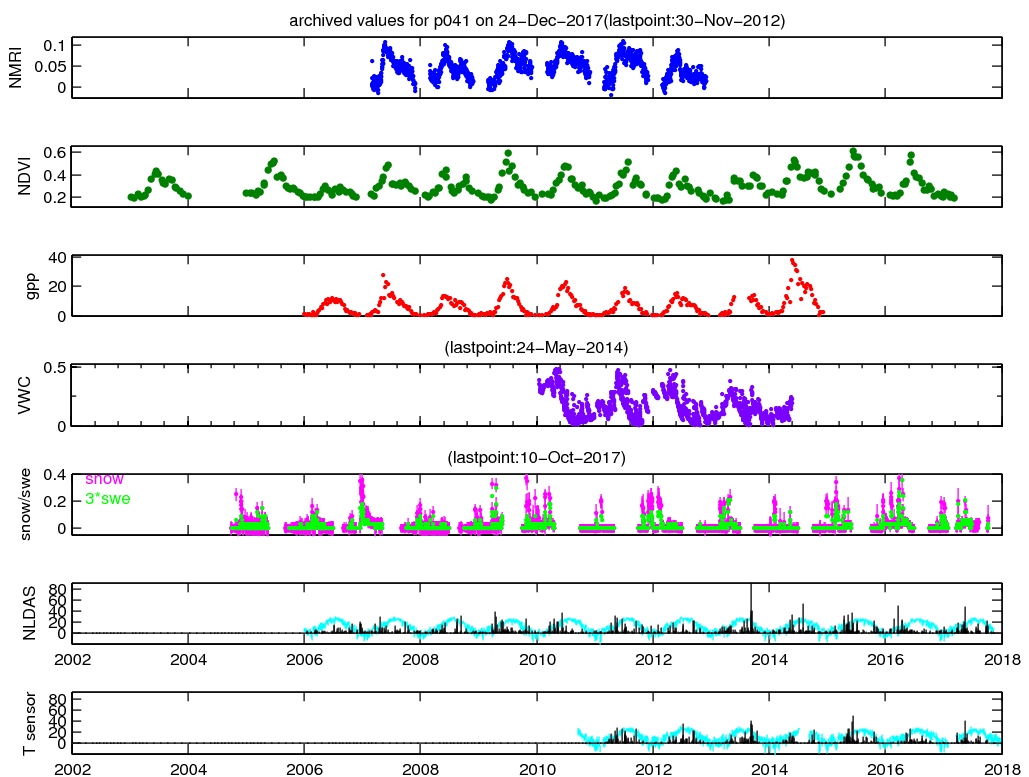 archived values for p041 on 24-Dec-2017(lastpoint:30-Nov-2012)
NMRI
0.1
0.05
0
NDVI
0.6
0.4
0.2
gpp
40
20
0
(lastpoint:24-May-2014)
VWC
0.5
0
(lastpoint:10-Oct-2017)
snow/swe
0.4
0.2
0
snow
3*swe
NLDAS
80
60
40
20
0
2002 2004 2006 2008 2010 2012 2014 2016 2018
T sensor
80
60
40
20
0
2002 2004 2006 2008 2010 2012 2014 2016 2018